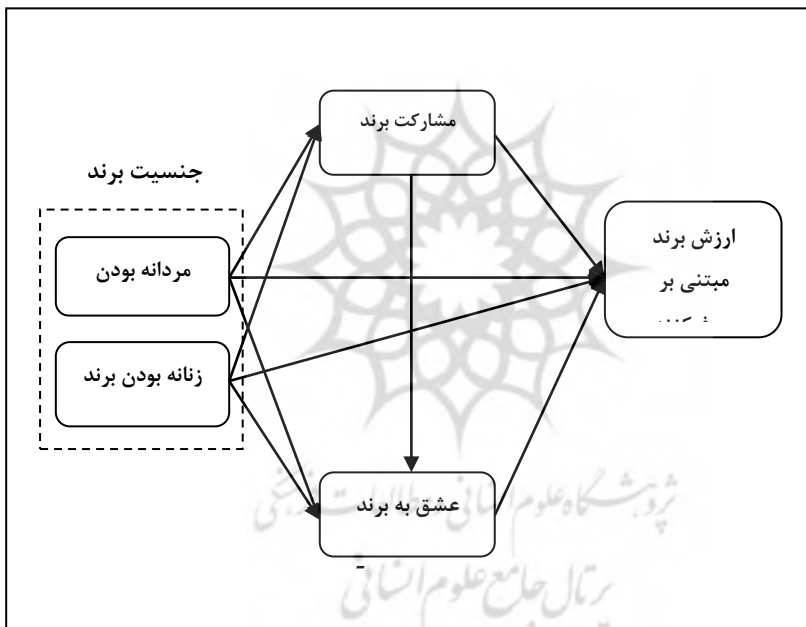 مشارکت برند
جنسیت برند
ارزش برند
مبتنی بر
مردانه بودن
زنانه بودن برند
عشق به برند
پژوهشگاه علوم انسانی و مطالعات فرهنگی
پرتال جامع علوم انسانی